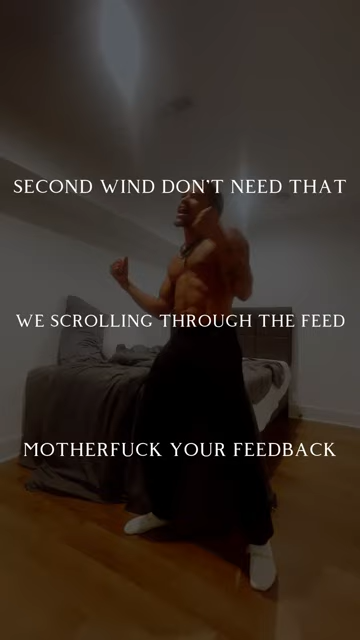 SECOND WIND DON'T NEED THAT
WE SCROLLING THROUGH THE FEED
MOTHERFUCK YOUR FEEDBACK